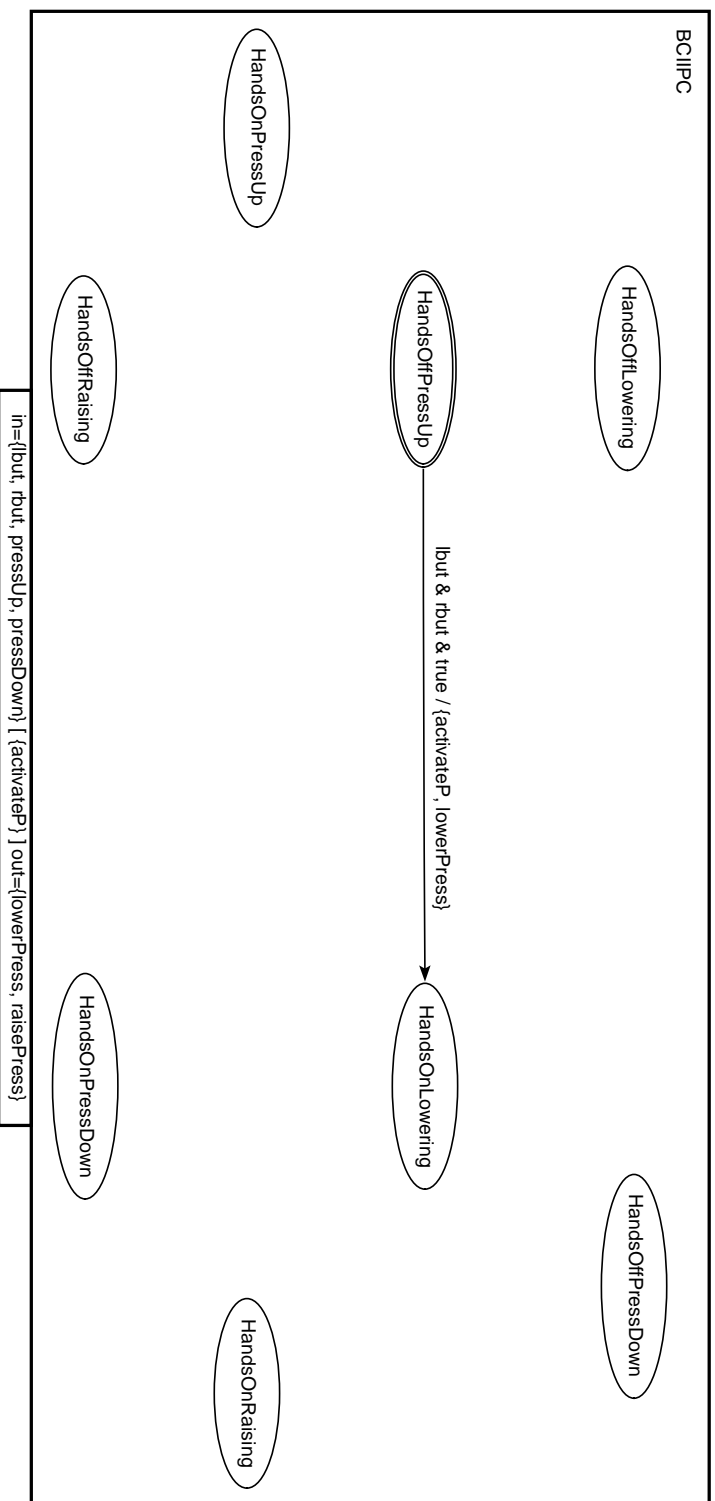 BCIIPC
HandsOffLowering
HandsOffPressDown
HandsOffPressUp
lbut & rbut & true / {activateP, lowerPress}
HandsOnLowering
HandsOnPressUp
HandsOnRaising
HandsOffRaising
HandsOnPressDown
in={lbut, rbut, pressUp, pressDown} [ {activateP} ] out={lowerPress, raisePress}